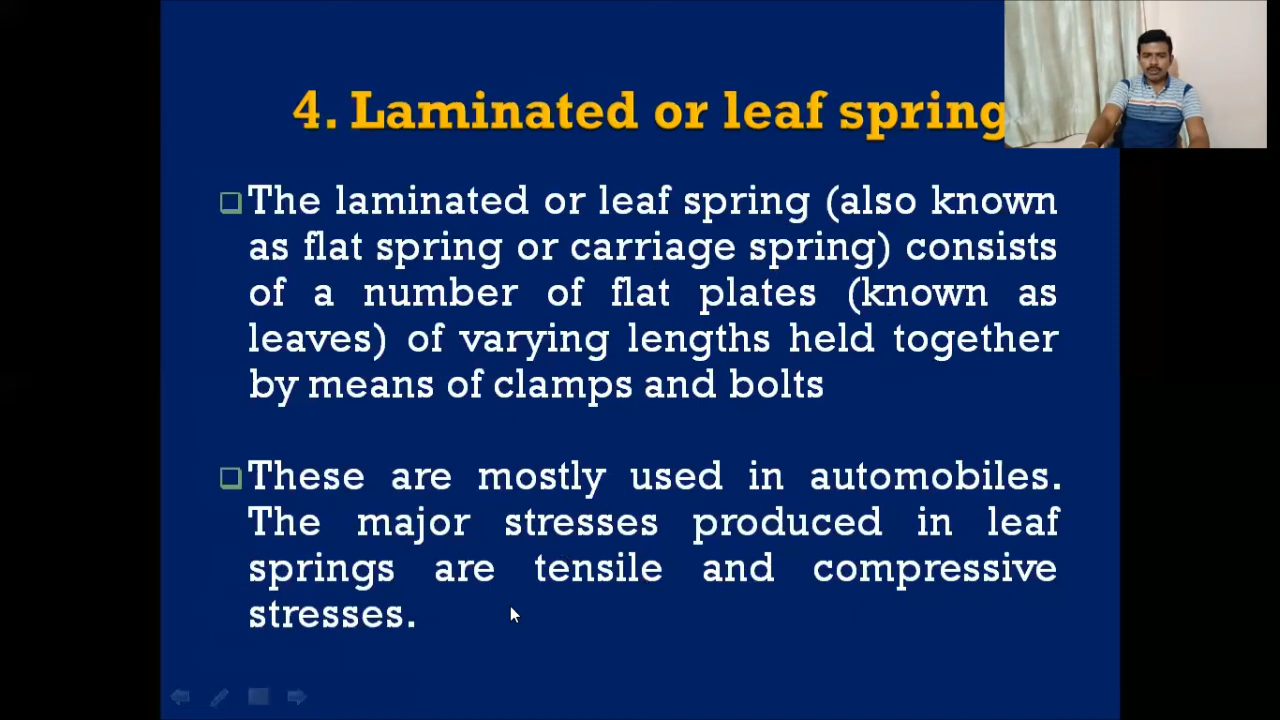 4. Laminated or leaf spring
The laminated or leaf spring (also known
as flat spring or carriage spring) consists
of a number of flat plates (known as
leaves) of varying lengths held together
by means of clamps and bolts
These are mostly used in automobiles.
The major stresses produced in leaf
springs are tensile and compressive
stresses.